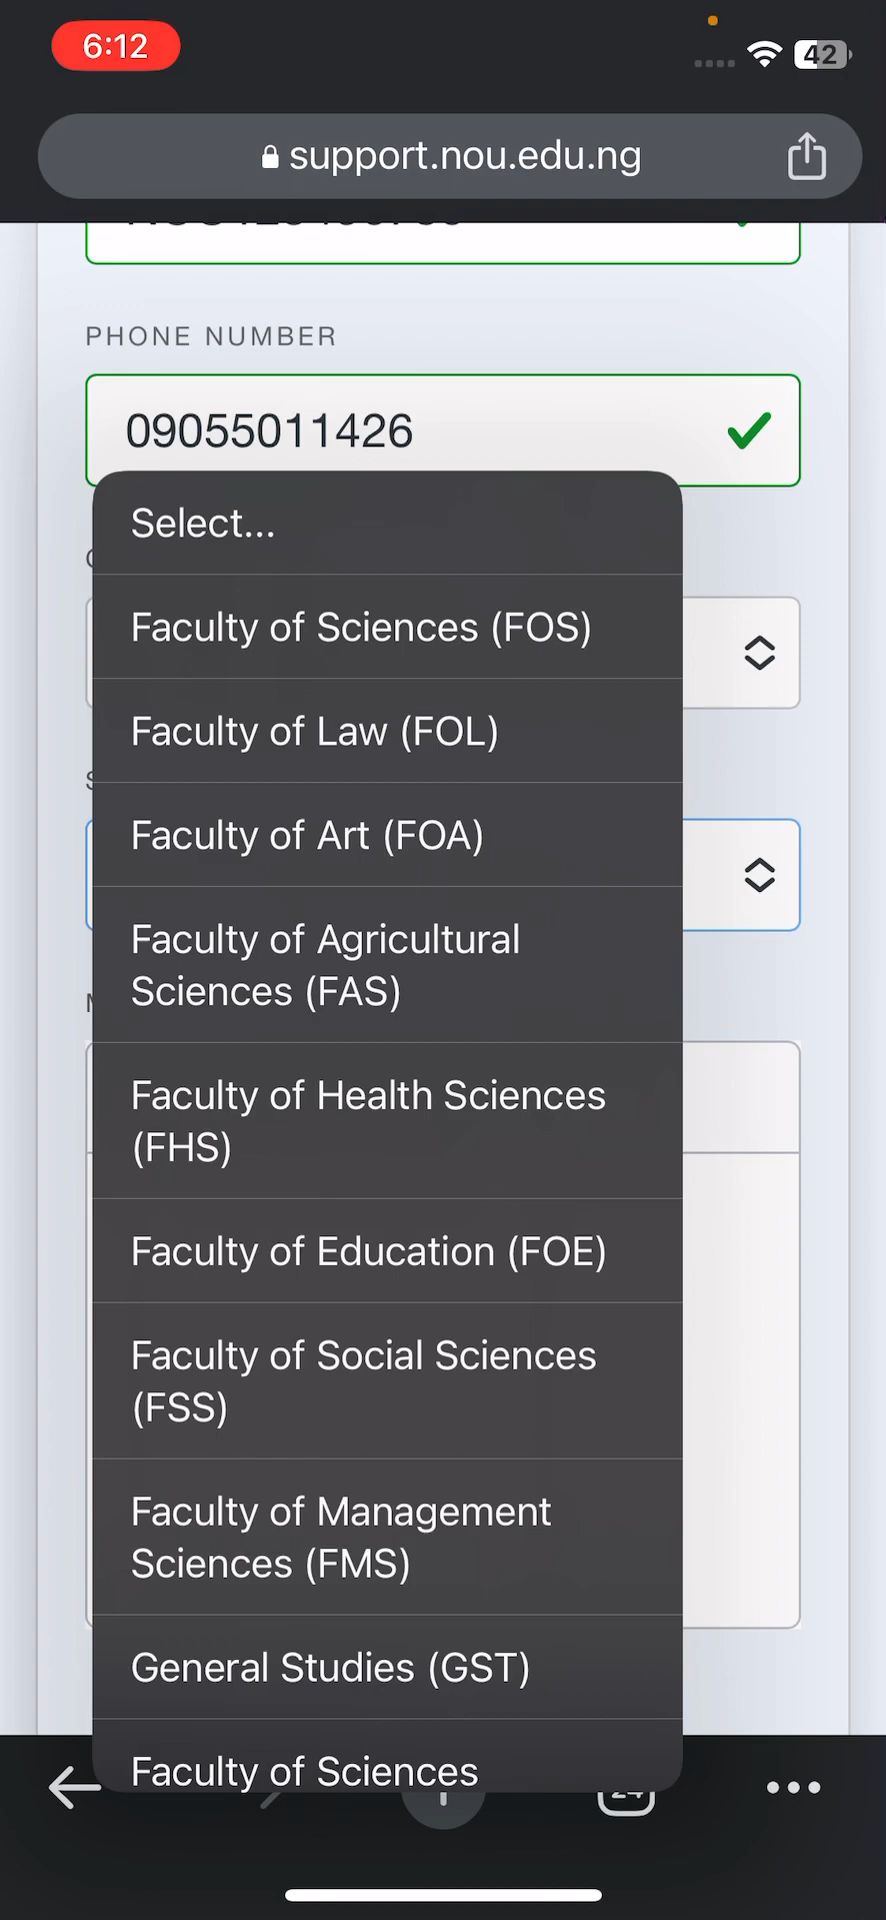 6:12
42
support.nou.edu.ng
PHONE NUMBER
09055011426
Select...
Faculty of Sciences (FOS)
Faculty of Law (FOL)
Faculty of Art (FOA)
Faculty of Agricultural
Sciences (FAS)
Faculty of Health Sciences
(FHS)
Faculty of Education (FOE)
Faculty of Social Sciences
(FSS)
Faculty of Management
Sciences (FMS)
General Studies (GST)
Faculty of Sciences